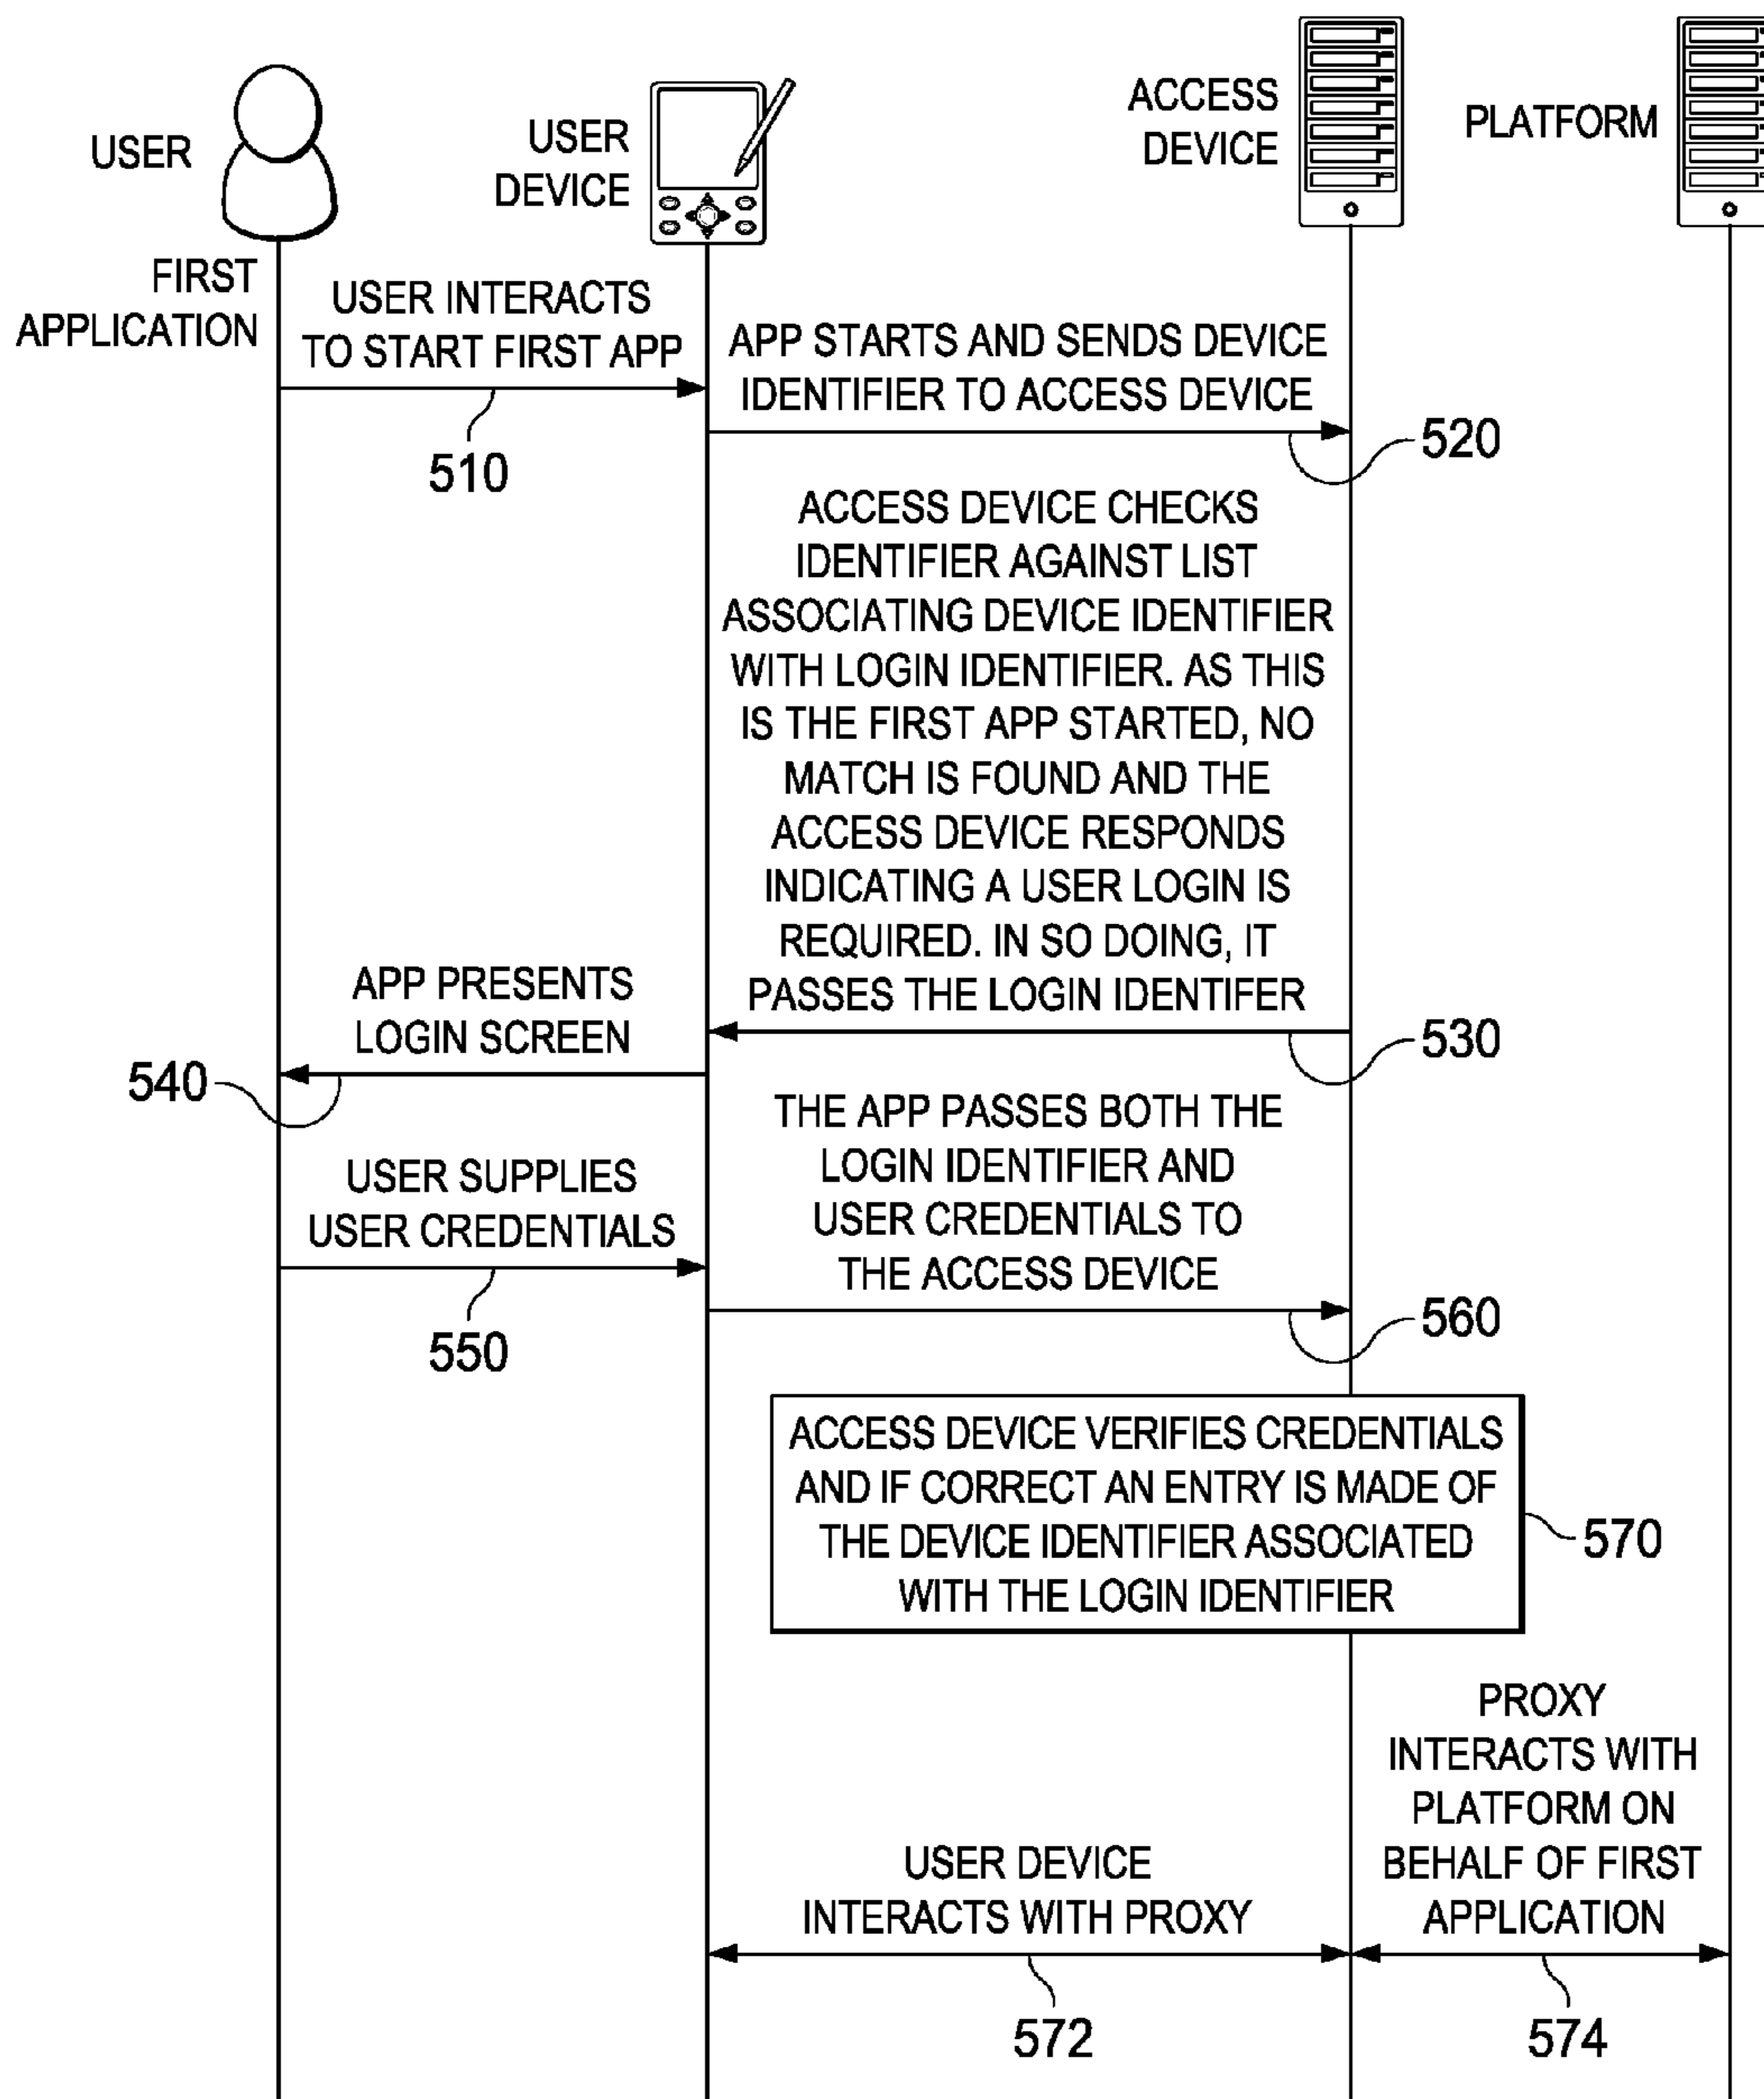 USER
USER
DEVICE
ACCESS
DEVICE
PLATFORM
FIRST
APPLICATION
USER INTERACTS
TO START FIRST APP
510
APP STARTS AND SENDS DEVICE
IDENTIFIER TO ACCESS DEVICE
520
ACCESS DEVICE CHECKS
IDENTIFIER AGAINST LIST
ASSOCIATING DEVICE IDENTIFIER
WITH LOGIN IDENTIFIER. AS THIS
IS THE FIRST APP STARTED, NO
MATCH IS FOUND AND THE
ACCESS DEVICE RESPONDS
INDICATING A USER LOGIN IS
REQUIRED. IN SO DOING, IT
PASSES THE LOGIN IDENTIFER
530
APP PRESENTS
LOGIN SCREEN
540
USER SUPPLIES
USER CREDENTIALS
550
THE APP PASSES BOTH THE
LOGIN IDENTIFIER AND
USER CREDENTIALS TO
THE ACCESS DEVICE
560
ACCESS DEVICE VERIFIES CREDENTIALS
AND IF CORRECT AN ENTRY IS MADE OF
THE DEVICE IDENTIFIER ASSOCIATED
WITH THE LOGIN IDENTIFIER
570
USER DEVICE
INTERACTS WITH PROXY
572
PROXY
INTERACTS WITH
PLATFORM ON
BEHALF OF FIRST
APPLICATION
574